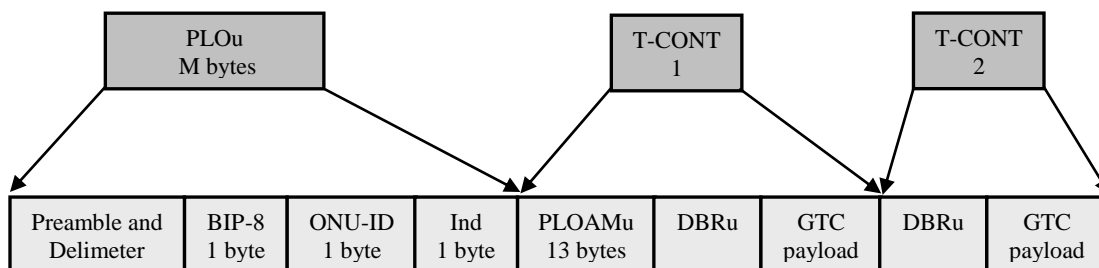 PLOu
M bytes
T-CONT
1
T-CONT
2
Preamble and
Delimeter
BIP-8
1 byte
ONU-ID
1 byte
Ind
1 byte
PLOAMu
13 bytes
DBRu
GTC
payload
DBRu
GTC
payload